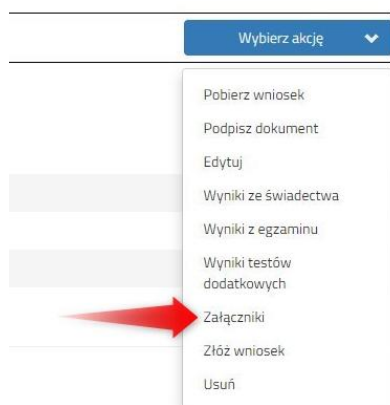 Wybierz akcję
Pobierz wniosek
Podpisz dokument
Edytuj
Wyniki ze świadectwa
Wyniki z egzaminu
Wyniki testów
dodatkowych
Załączniki
Złóż wniosek
Usuń